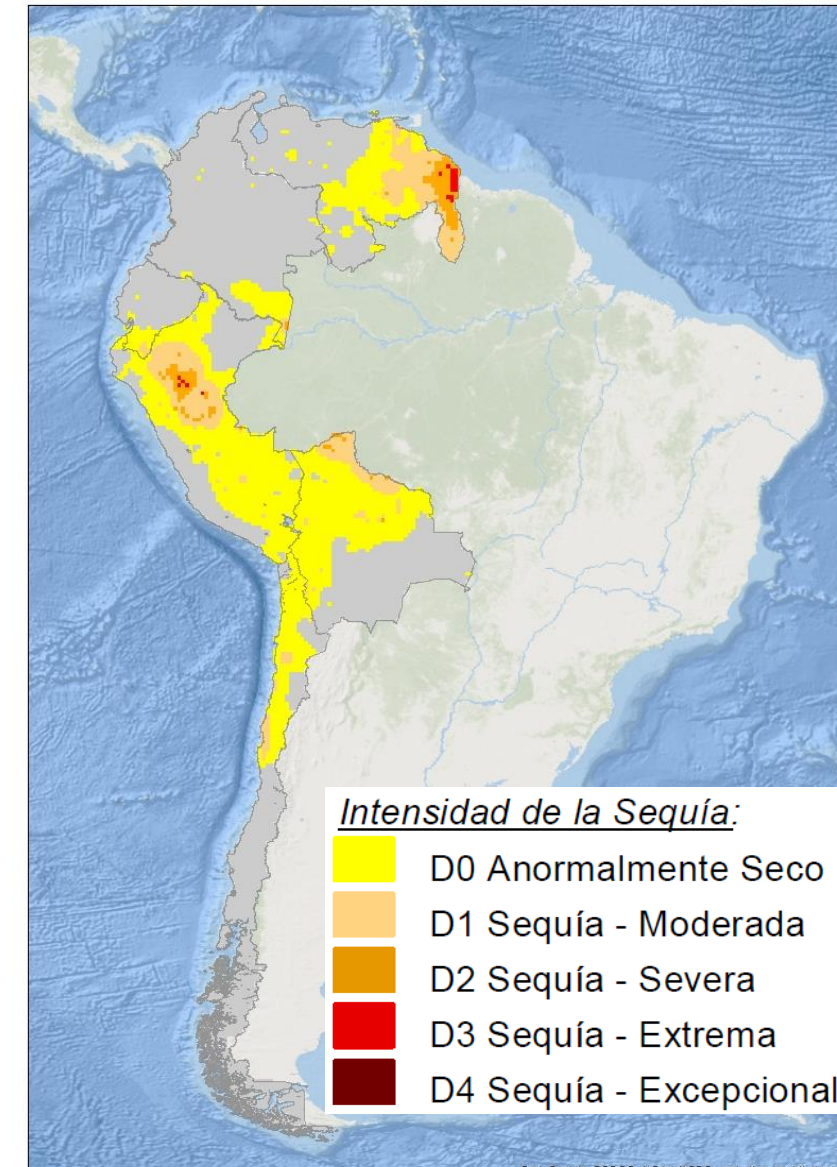 Intensidad de la Sequía:
D0 Anormalmente Seco
D1 Sequía - Moderada
D2 Sequía - Severa
D3 Sequía - Extrema
D4 Sequía - Excepcional